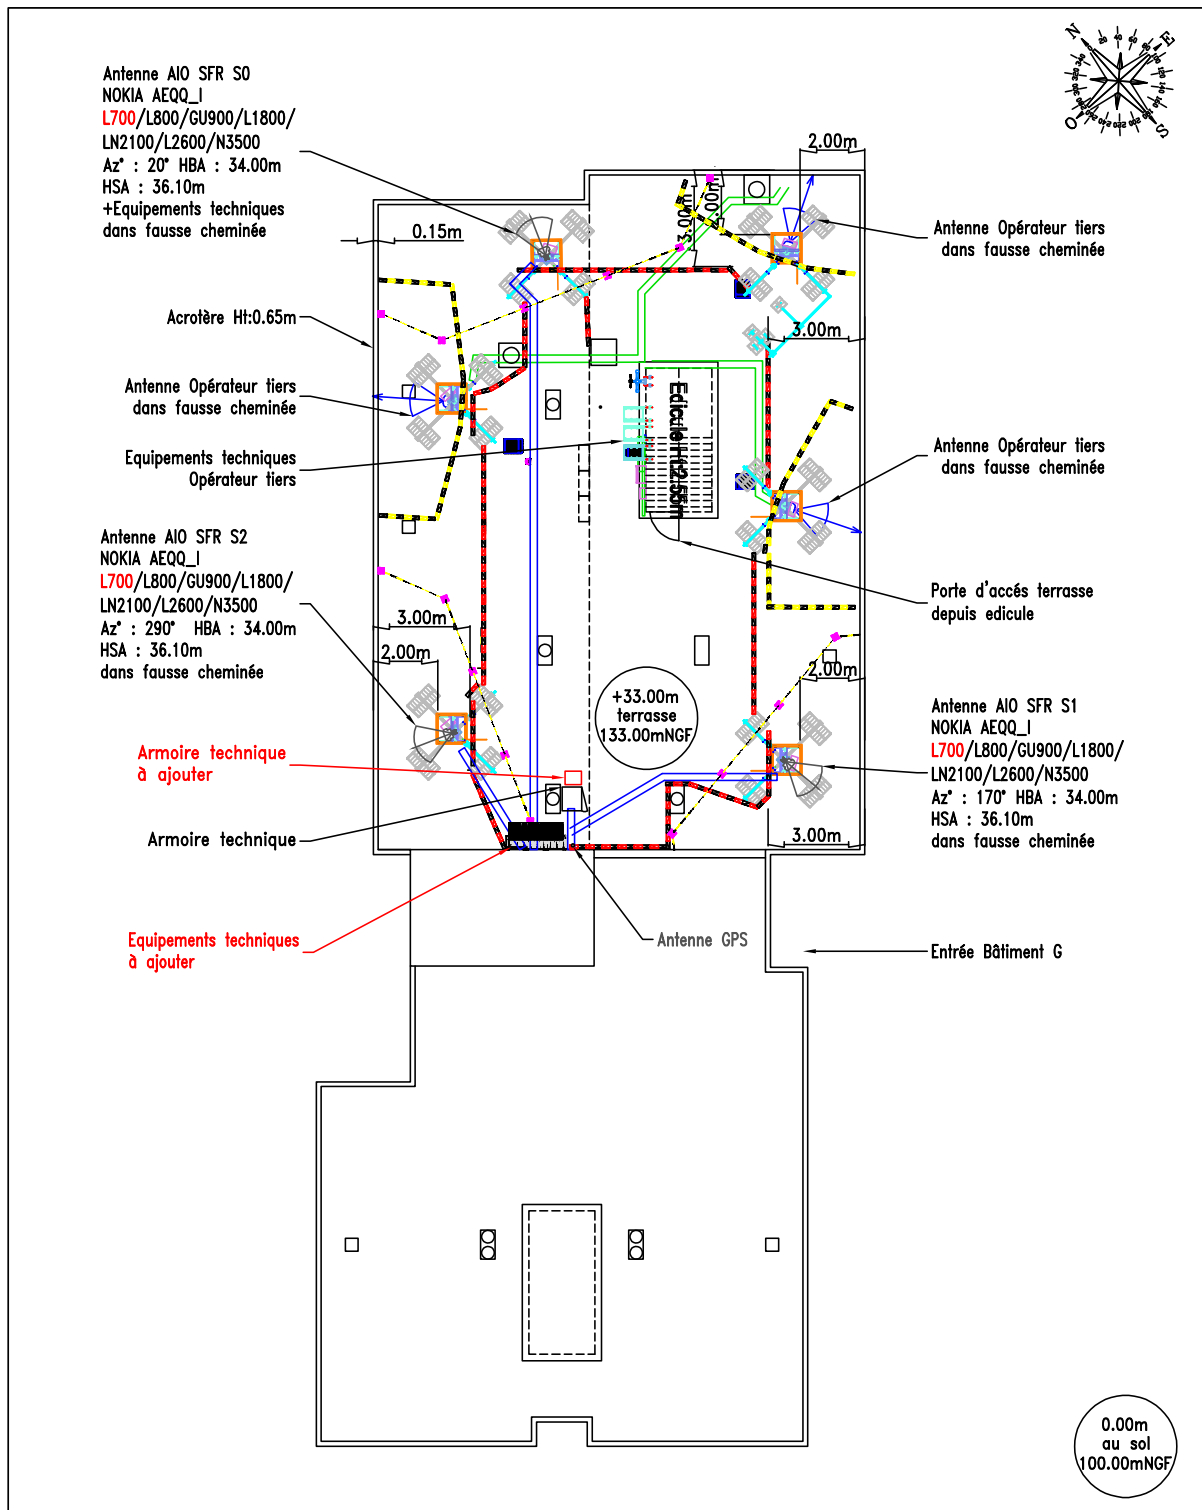 Antenne AIO SFR S0
NOKIA AEQQ_I
L700/L800/GU900/L1800/
LN2100/L2600/N3500
Az° : 20° HBA : 34.00m
HSA : 36.10m
+Equipements techniques
dans fausse cheminée
0.15m
Acrotère Ht:0.65m
Antenne Opérateur tiers
dans fausse cheminée
Equipements techniques
Opérateur tiers
Antenne AIO SFR S2
NOKIA AEQQ_I
L700/L800/GU900/L1800/
LN2100/L2600/N3500
Az° : 290° HBA : 34.00m
HSA : 36.10m
dans fausse cheminée
3.00m
2.00m
Armoire technique
à ajouter
Armoire technique
Equipements techniques
à ajouter
N
E
S
O
2.00m
3.00m
Antenne Opérateur tiers
dans fausse cheminée
3.00m
Edicule Ht:2.55m
Antenne Opérateur tiers
dans fausse cheminée
Porte d'accés terrasse
depuis edicule
+33.00m
terrasse
133.00mNGF
2.00m
Antenne AIO SFR S1
NOKIA AEQQ_I
L700/L800/GU900/L1800/
LN2100/L2600/N3500
Az° : 170° HBA : 34.00m
HSA : 36.10m
dans fausse cheminée
3.00m
Antenne GPS
Entrée Bâtiment G
0.00m
au sol
100.00mNGF